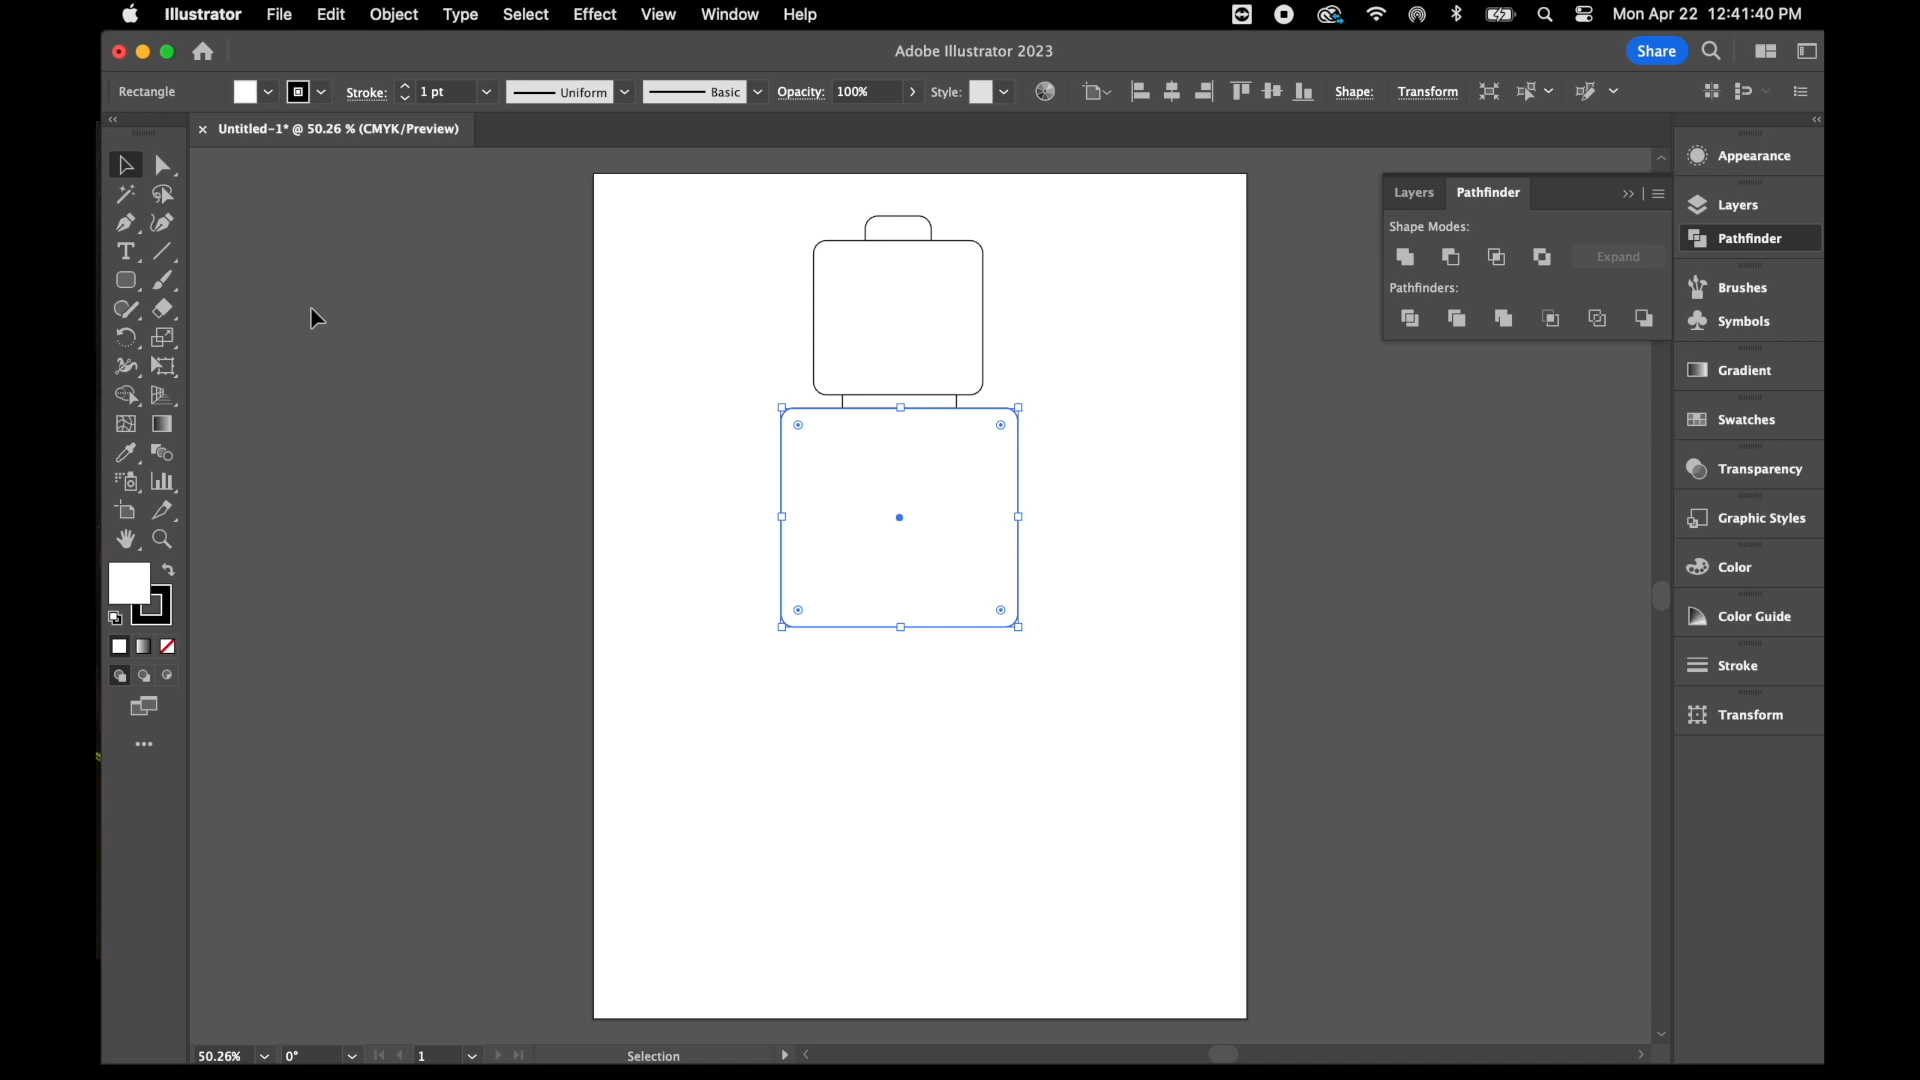 Illustrator File Edit Object Type Select Effect View Window Help Mon Apr 22 12:41:40 PM
Adobe Illustrator 2023 Share
Rectangle Stroke: 1 pt Uniform Basic Opacity: 100% Style: Shape: Transform
Untitled-1* @ 50.26 % (CMYK/Preview)
Layers Pathfinder
Shape Modes:
Expand
Pathfinders:
Appearance
Layers
Pathfinder
Brushes
Symbols
Gradient
Swatches
Transparency
Graphic Styles
Color
Color Guide
Stroke
Transform
50.26% 0° 1 Selection